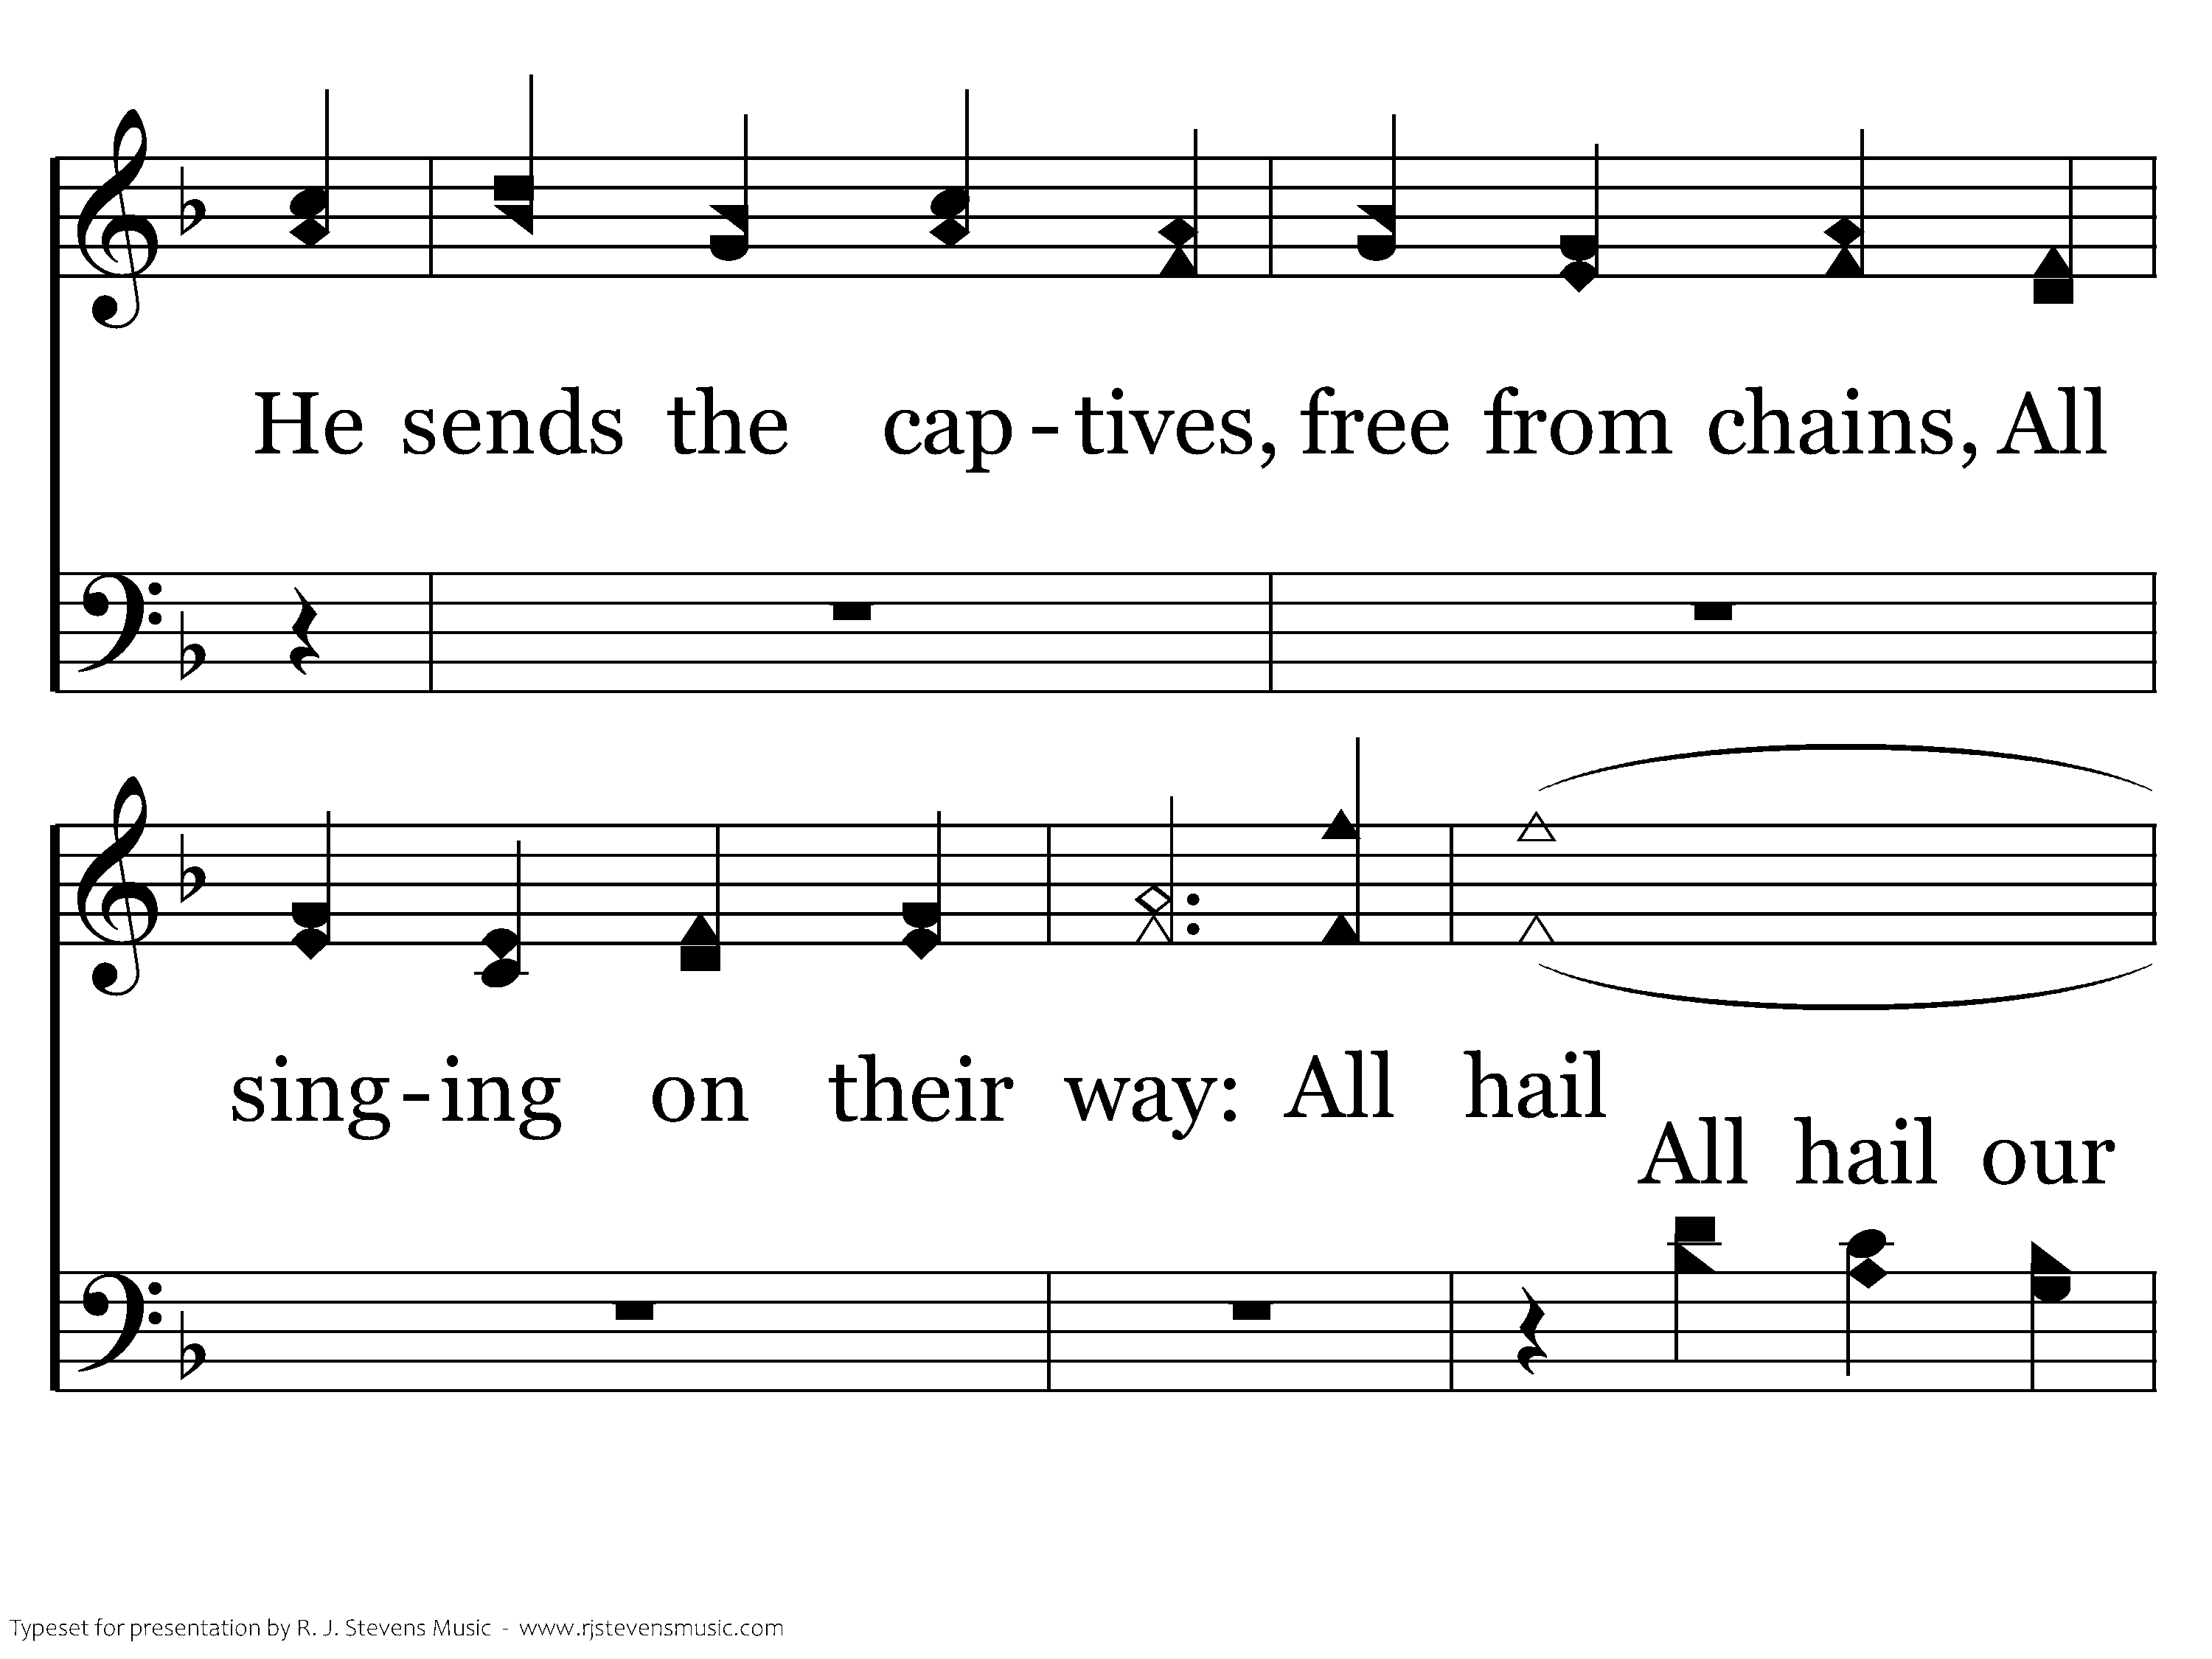 He sends the cap - tives, free from chains, All
sing - ing on their way: All hail
All hail our
Typeset for presentation by R. J. Stevens Music - www.rjstevensmusic.com